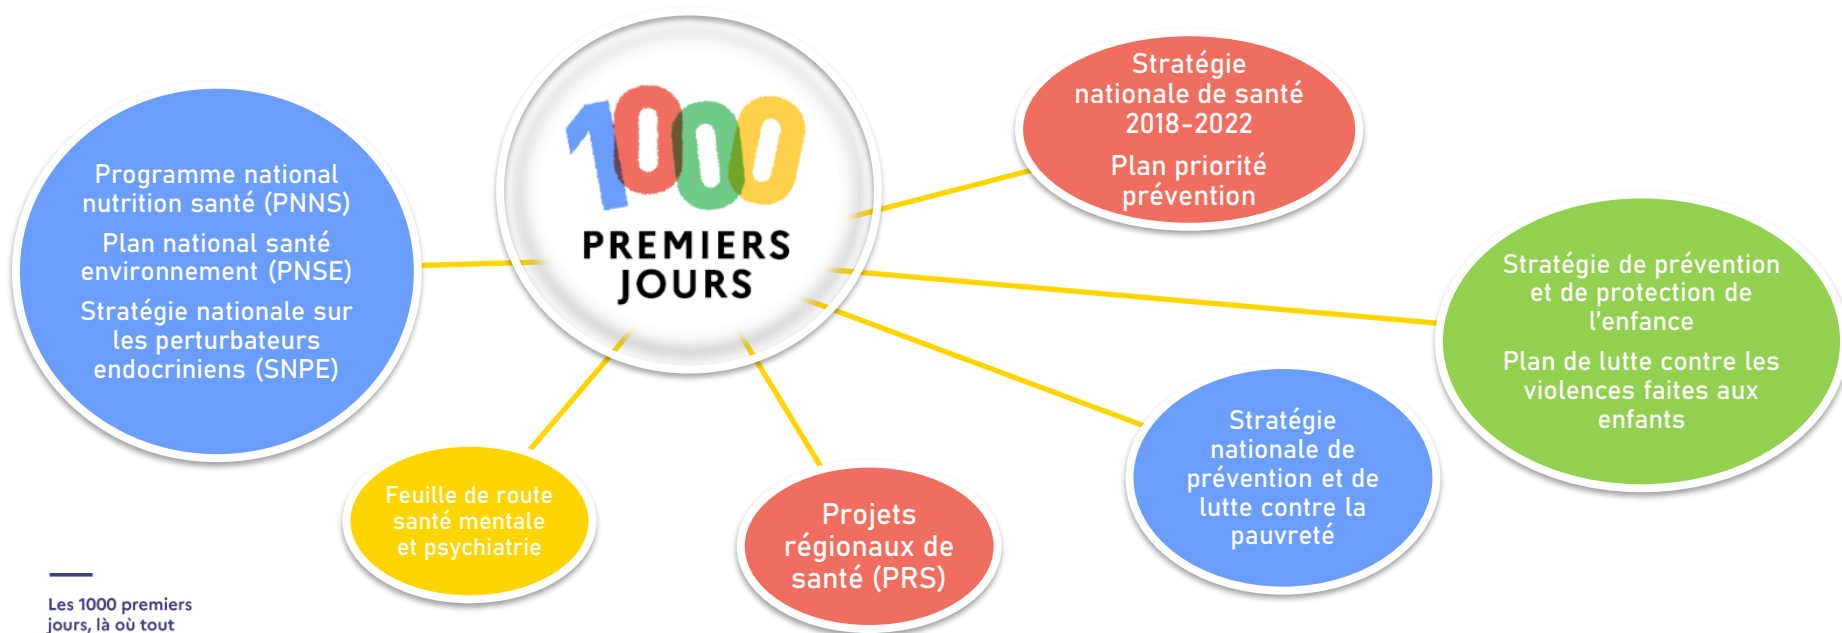 1000
PREMIERS
JOURS
Stratégie
nationale de santé
2018-2022
Plan priorité
prévention
Programme national
nutrition santé (PNNS)
Plan national santé
environnement (PNSE)
Stratégie nationale sur
les perturbateurs
endocriniens (SNPE)
Stratégie de prévention
et de protection de
l'enfance
Plan de lutte contre les
violences faites aux
enfants
Stratégie
nationale de
prévention et de
lutte contre la
pauvreté
Feuille de route
santé mentale
et psychiatrie
Projets
régionaux de
santé (PRS)
Les 1000 premiers
jours, là où tout